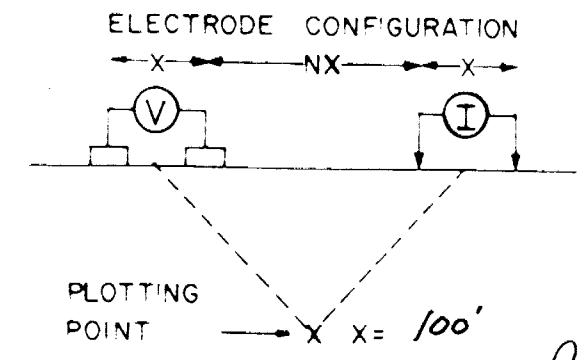 ELECTRODE CONFIGURATION
X NX X
V I
PLOTTING
POINT X X= 100'